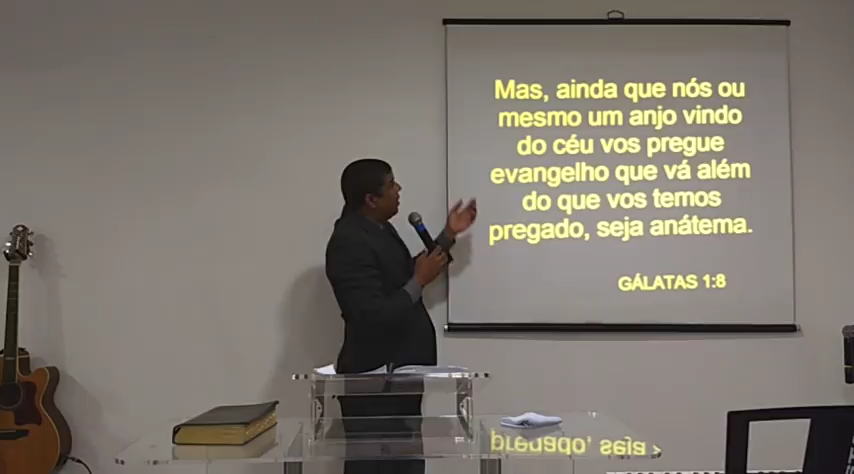 Mas, ainda que nós ou
mesmo um anjo vindo
do céu vos pregue
evangelho que vá além
do que vos temos
pregado, seja anátema.
GÁLATAS 1:8